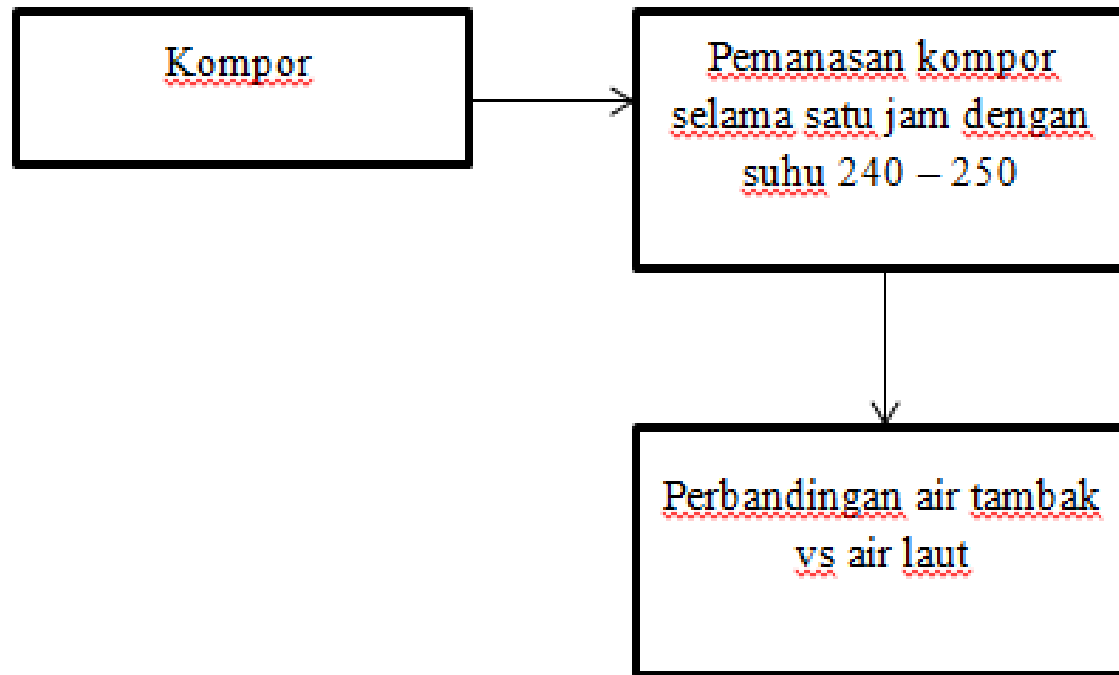 Kompor
Pemanasan kompor
selama satu jam dengan
suhu 240 – 250
Perbandingan air tambak
vs air laut